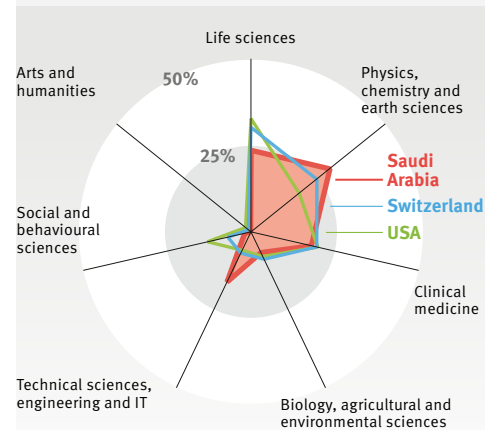 Life sciences
Arts and
humanities
50%
Physics,
chemistry and
earth sciences
25%
Saudi
Arabia
Switzerland
USA
Social and
behavioural
sciences
Clinical
medicine
Technical sciences,
engineering and IT
Biology, agricultural and
environmental sciences